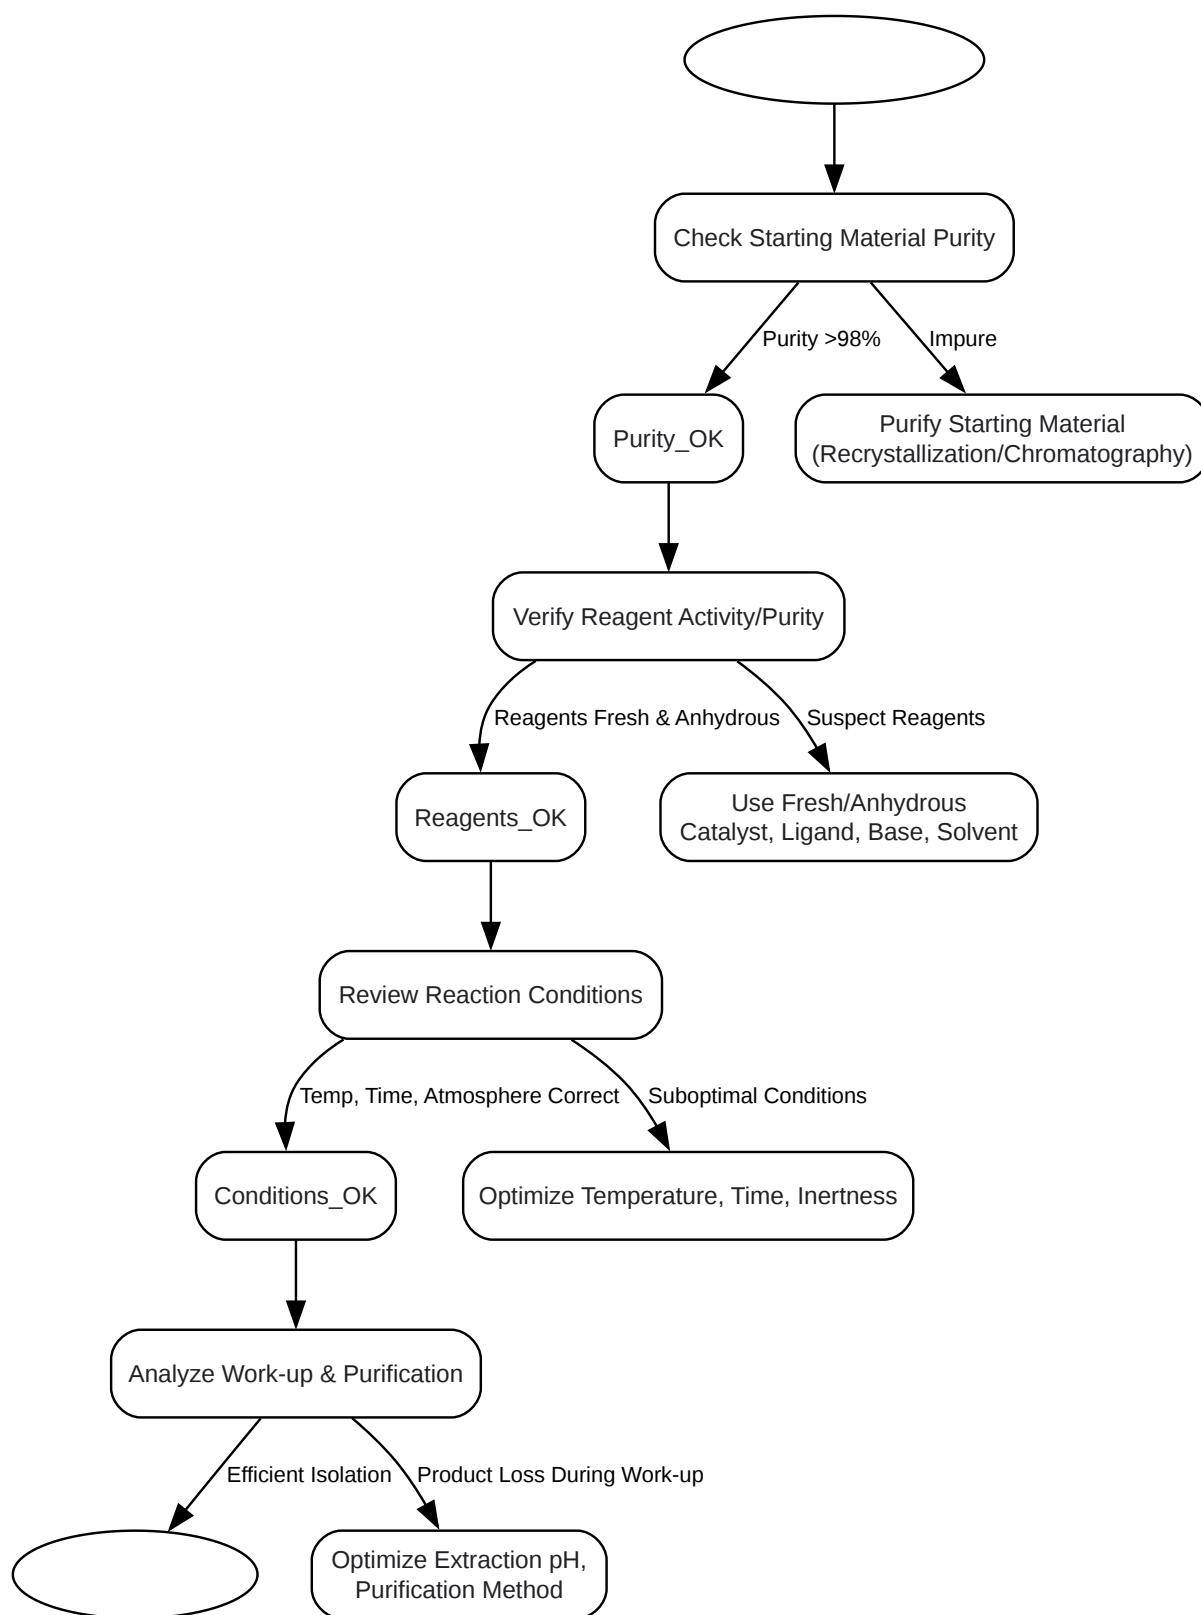 Check Starting Material Purity
Purity >98%
Impure
Purity_OK
Purify Starting Material
(Recrystallization/Chromatography)
Verify Reagent Activity/Purity
Reagents Fresh & Anhydrous
Suspect Reagents
Reagents_OK
Use Fresh/Anhydrous
Catalyst, Ligand, Base, Solvent
Review Reaction Conditions
Temp, Time, Atmosphere Correct
Suboptimal Conditions
Conditions_OK
Optimize Temperature, Time, Inertness
Analyze Work-up & Purification
Efficient Isolation
Product Loss During Work-up
Optimize Extraction pH,
Purification Method